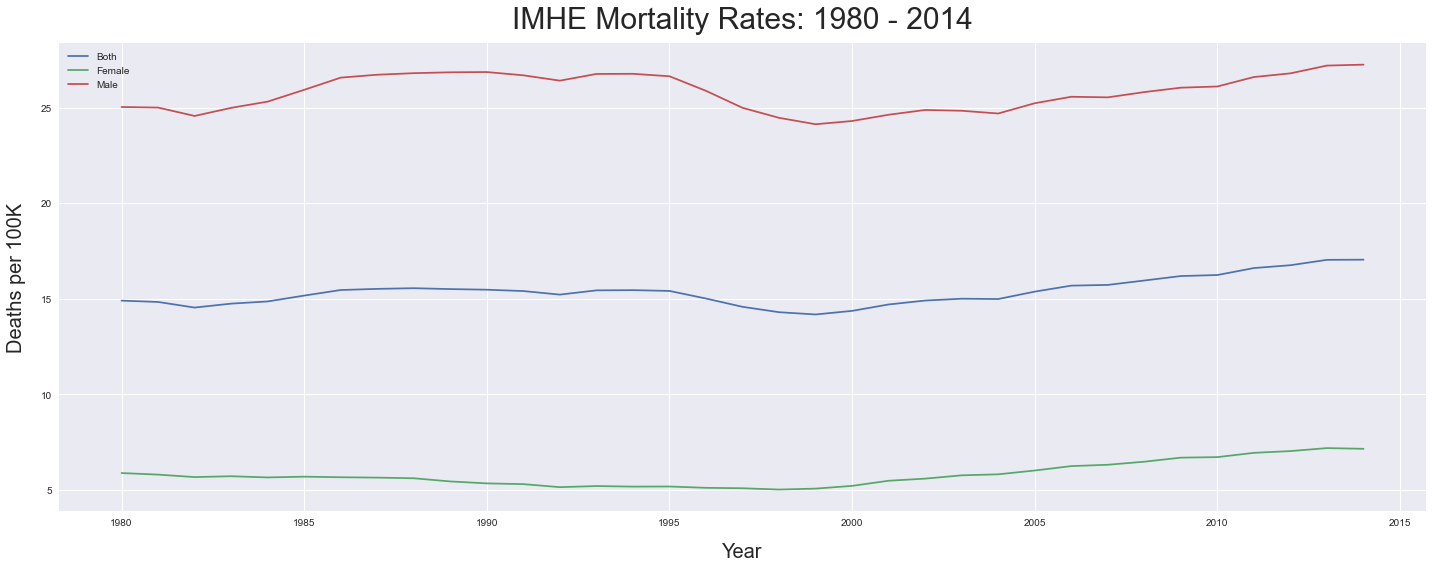 IMHE Mortality Rates: 1980 - 2014
Both
Female
Male
25
20
15
10
5
Deaths per 100K
1980 1985 1990 1995 2000 2005 2010 2015
Year